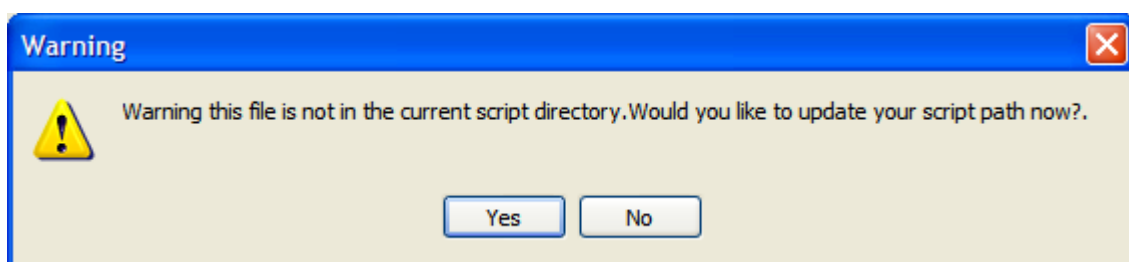 Warning
Warning this file is not in the current script directory.Would you like to update your script path now?.
Yes
No